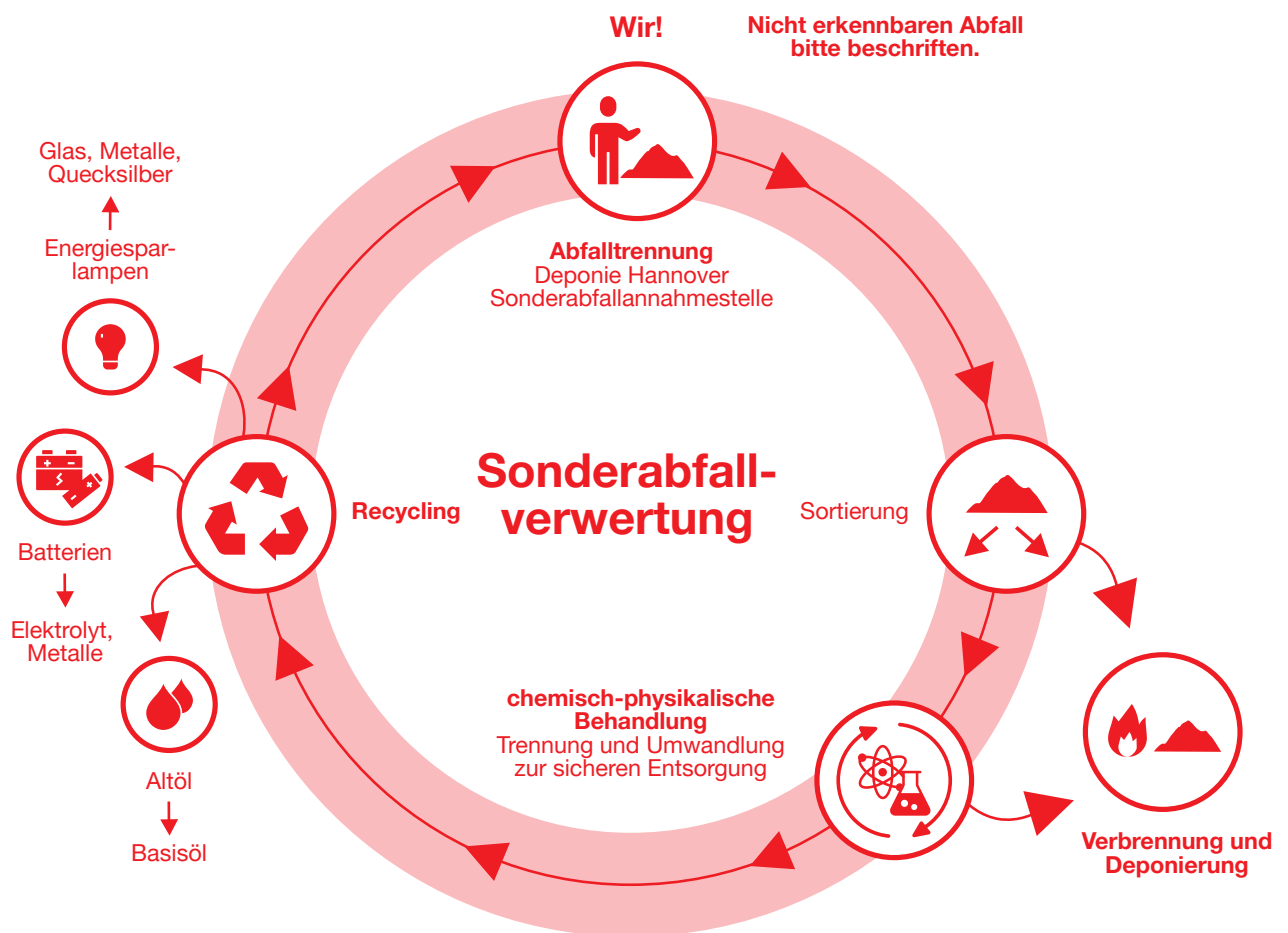 Wir!
Nicht erkennbaren Abfall
bitte beschriften.
Glas, Metalle,
Quecksilber
Energiespar-
lampen
Abfalltrennung
Deponie Hannover
Sonderabfallannahmestelle
Sonderabfall-
verwertung
Recycling
Sortierung
Batterien
Elektrolyt,
Metalle
chemisch-physikalische
Behandlung
Trennung und Umwandlung
zur sicheren Entsorgung
Altöl
Basisöl
Verbrennung und
Deponierung